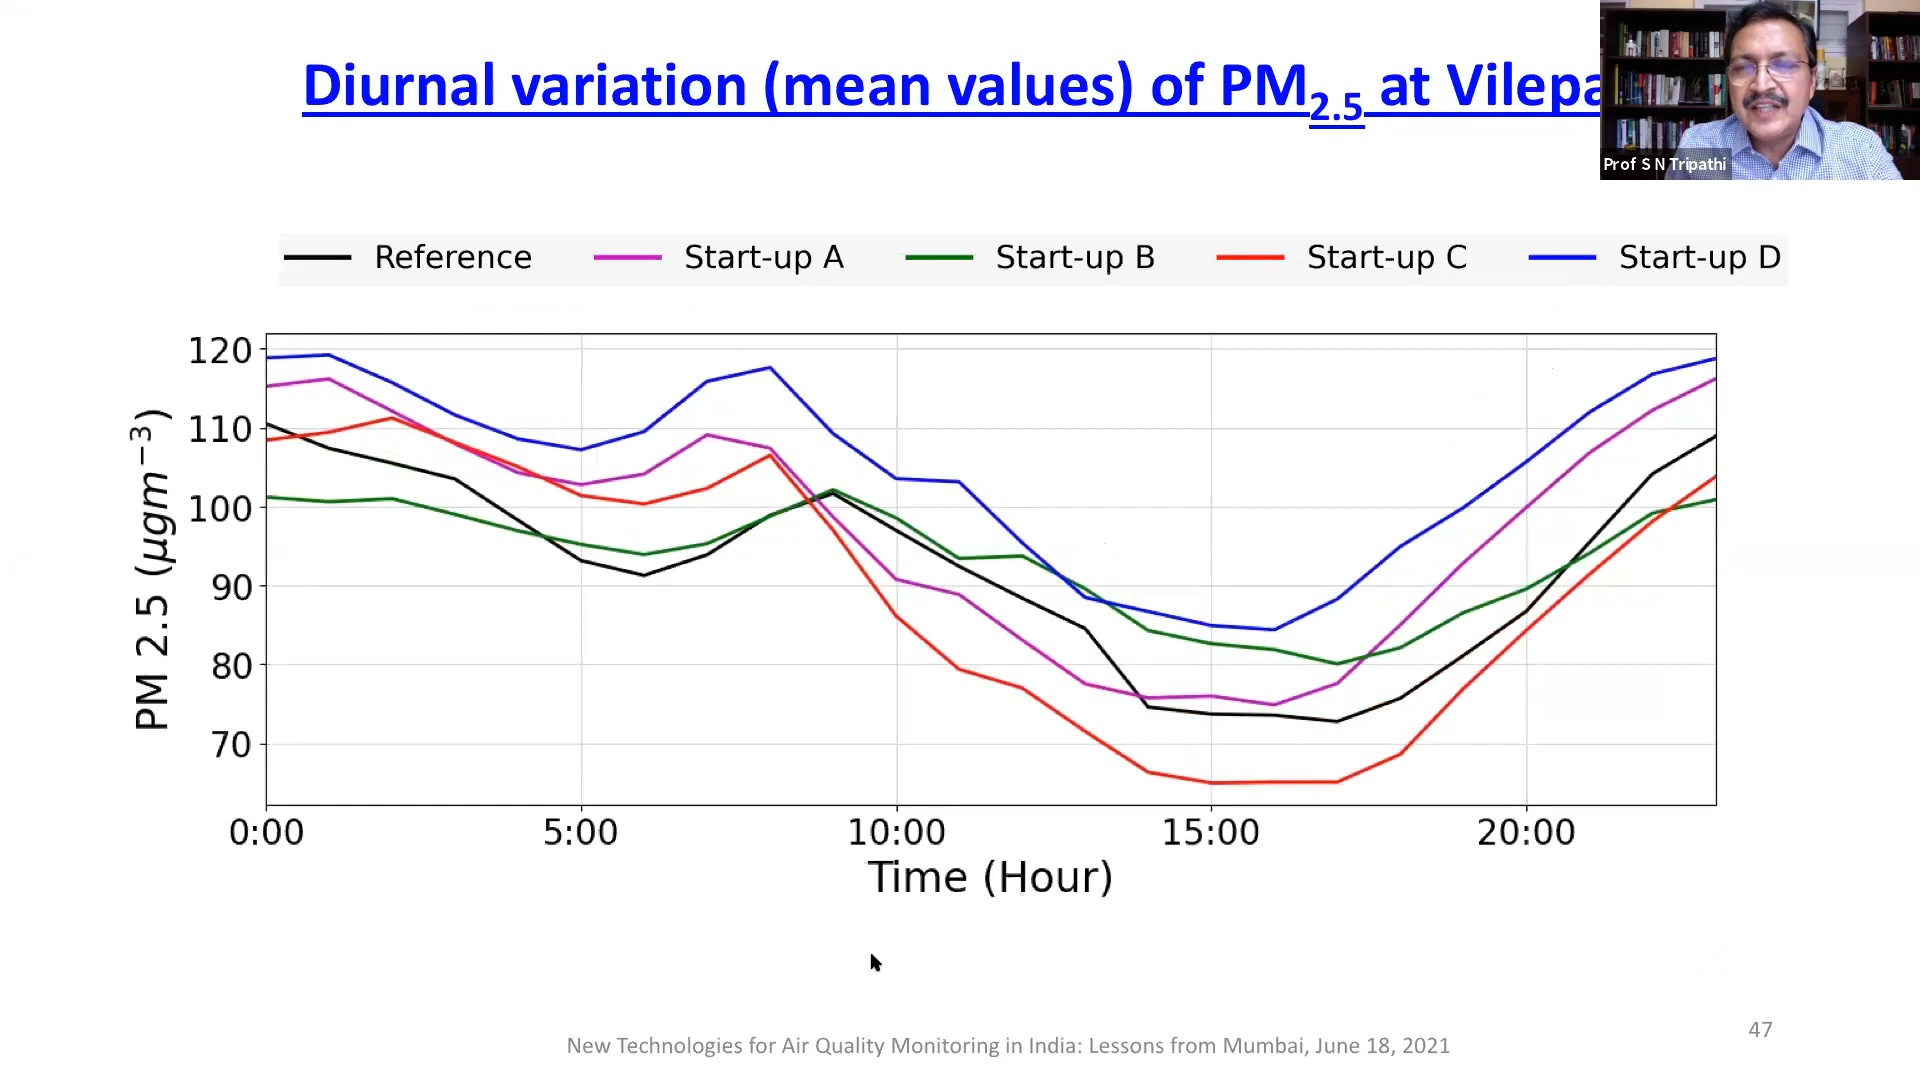 Diurnal variation (mean values) of PM2.5 at Vilepa
Prof S N Tripathi
Reference Start-up A Start-up B Start-up C Start-up D
120
110
100
90
80
70
PM 2.5 (μgm−3)
0:00 5:00 10:00 15:00 20:00
Time (Hour)
47
New Technologies for Air Quality Monitoring in India: Lessons from Mumbai, June 18, 2021